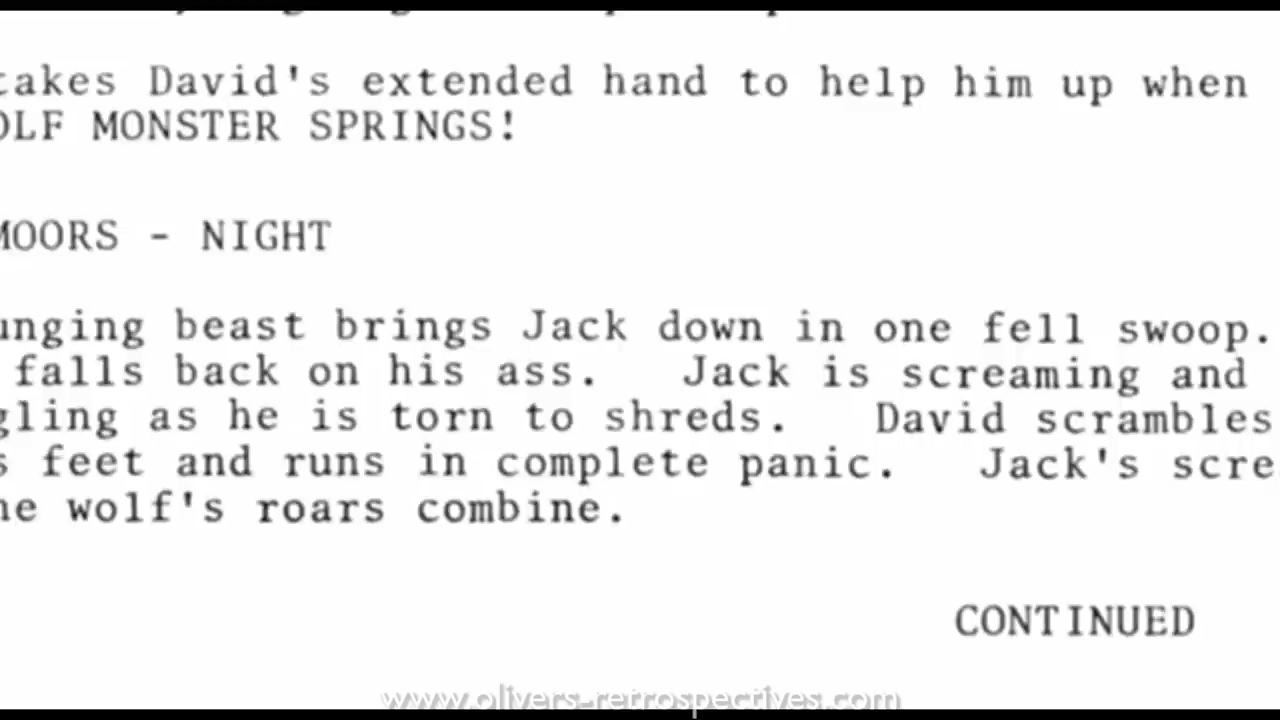 takes David's extended hand to help him up when
OLF MONSTER SPRINGS!
MOORS - NIGHT
unging beast brings Jack down in one fell swoop.
falls back on his ass. Jack is screaming and
gling as he is torn to shreds. David scrambles
s feet and runs in complete panic. Jack's scre
he wolf's roars combine.
CONTINUED
www.olivers-retrospectives.com